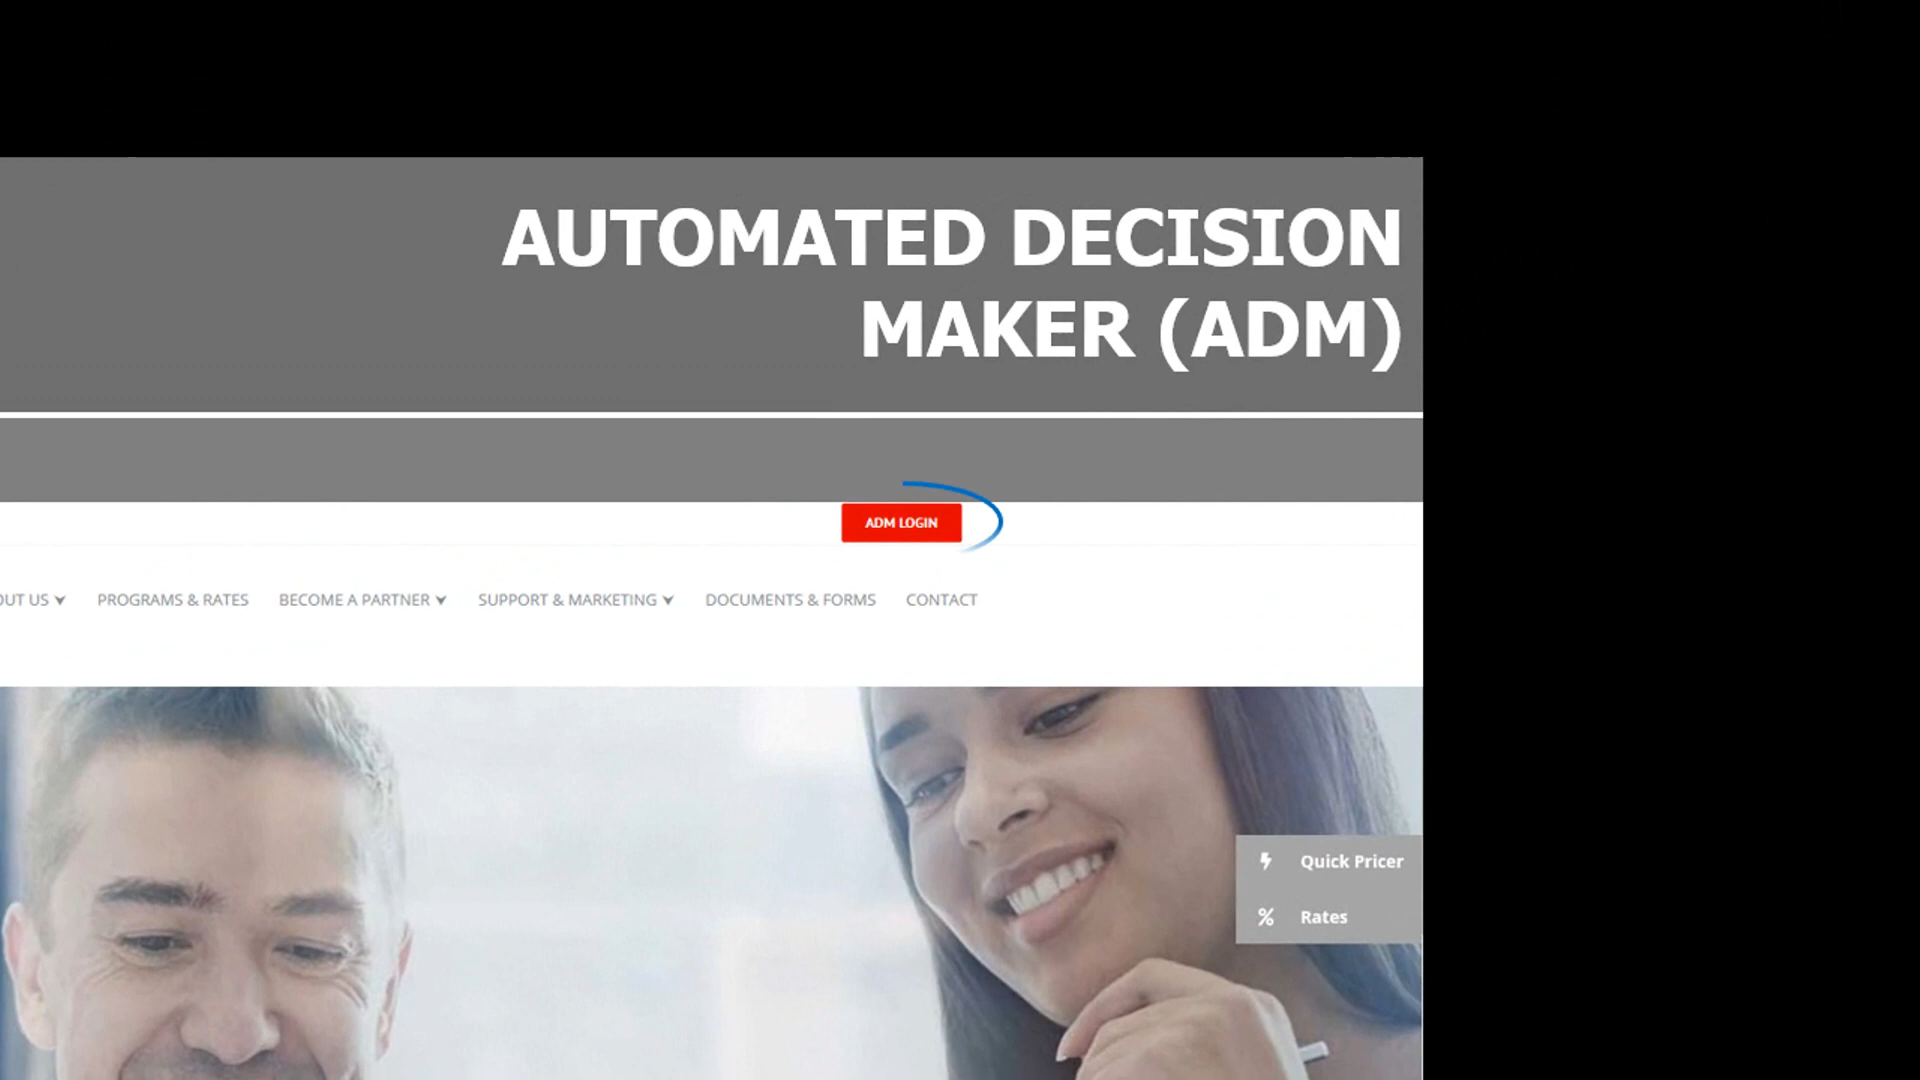 AUTOMATED DECISION
MAKER (ADM)
ADM LOGIN
OUT US PROGRAMS & RATES BECOME A PARTNER SUPPORT & MARKETING DOCUMENTS & FORMS CONTACT
Quick Pricer
Rates